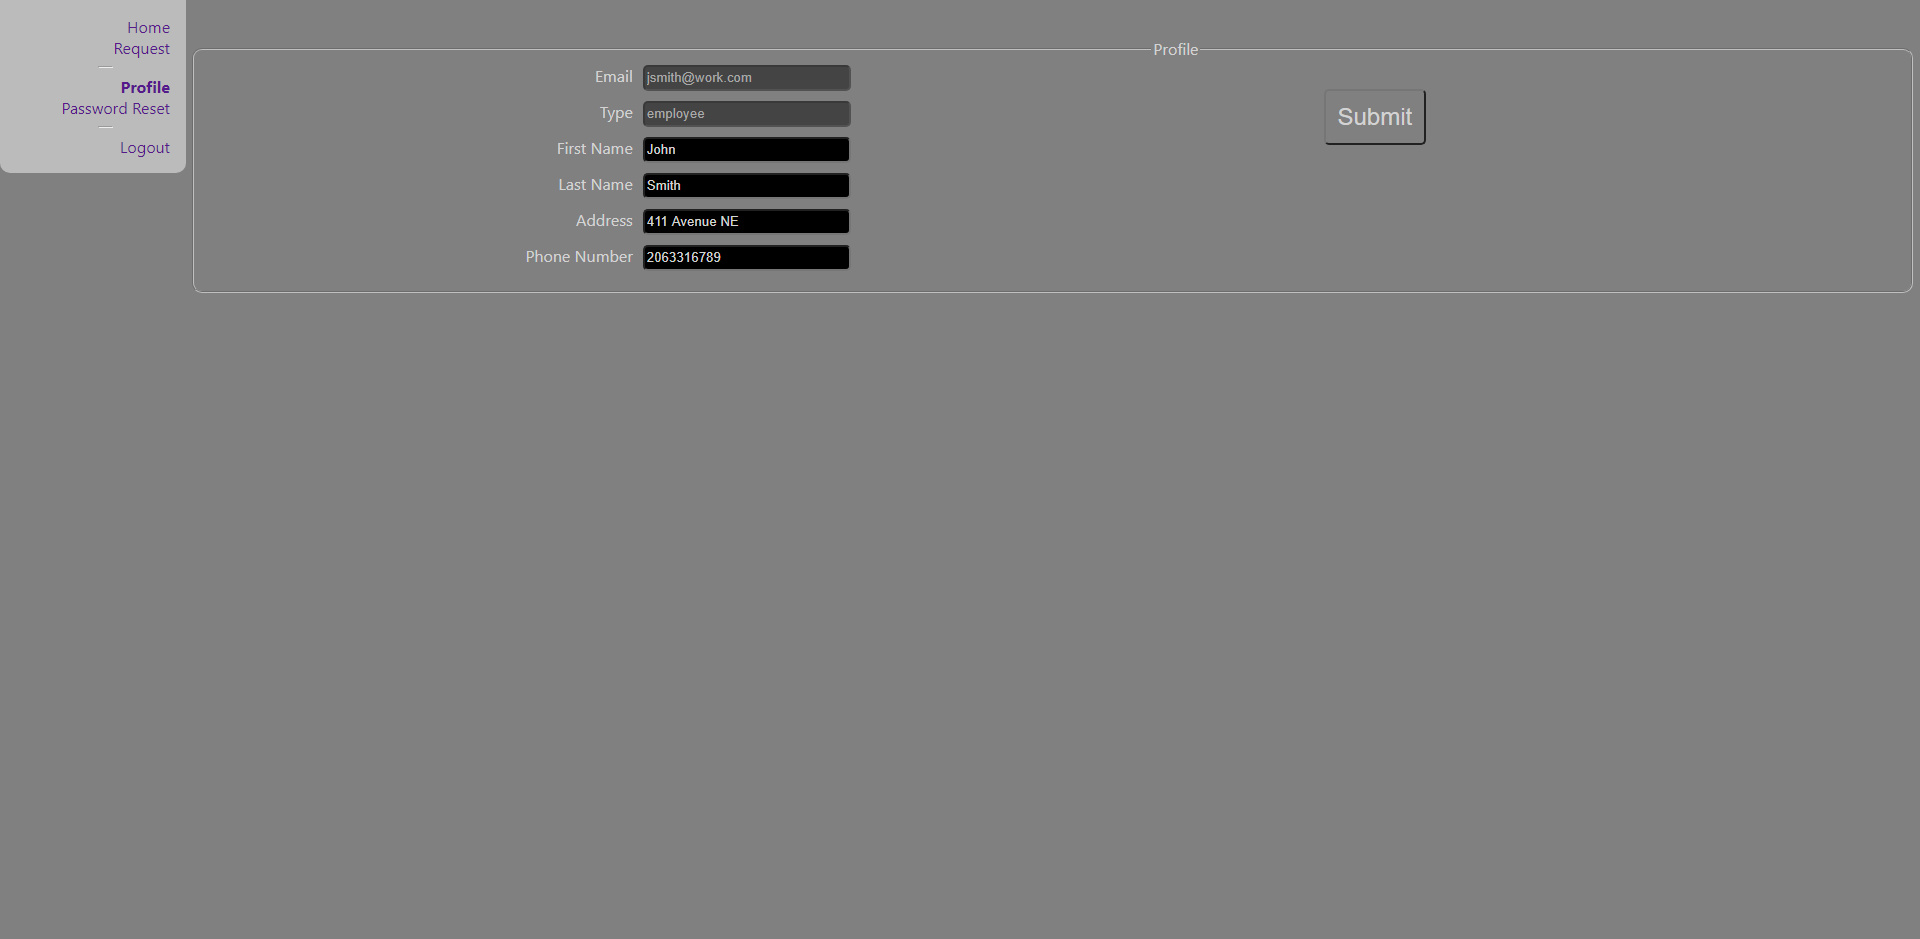 Home
Request
Profile
Password Reset
Logout
Profile
Email jsmith@work.com
Type employee
First Name John
Last Name Smith
Address 411 Avenue NE
Phone Number 2063316789
Submit